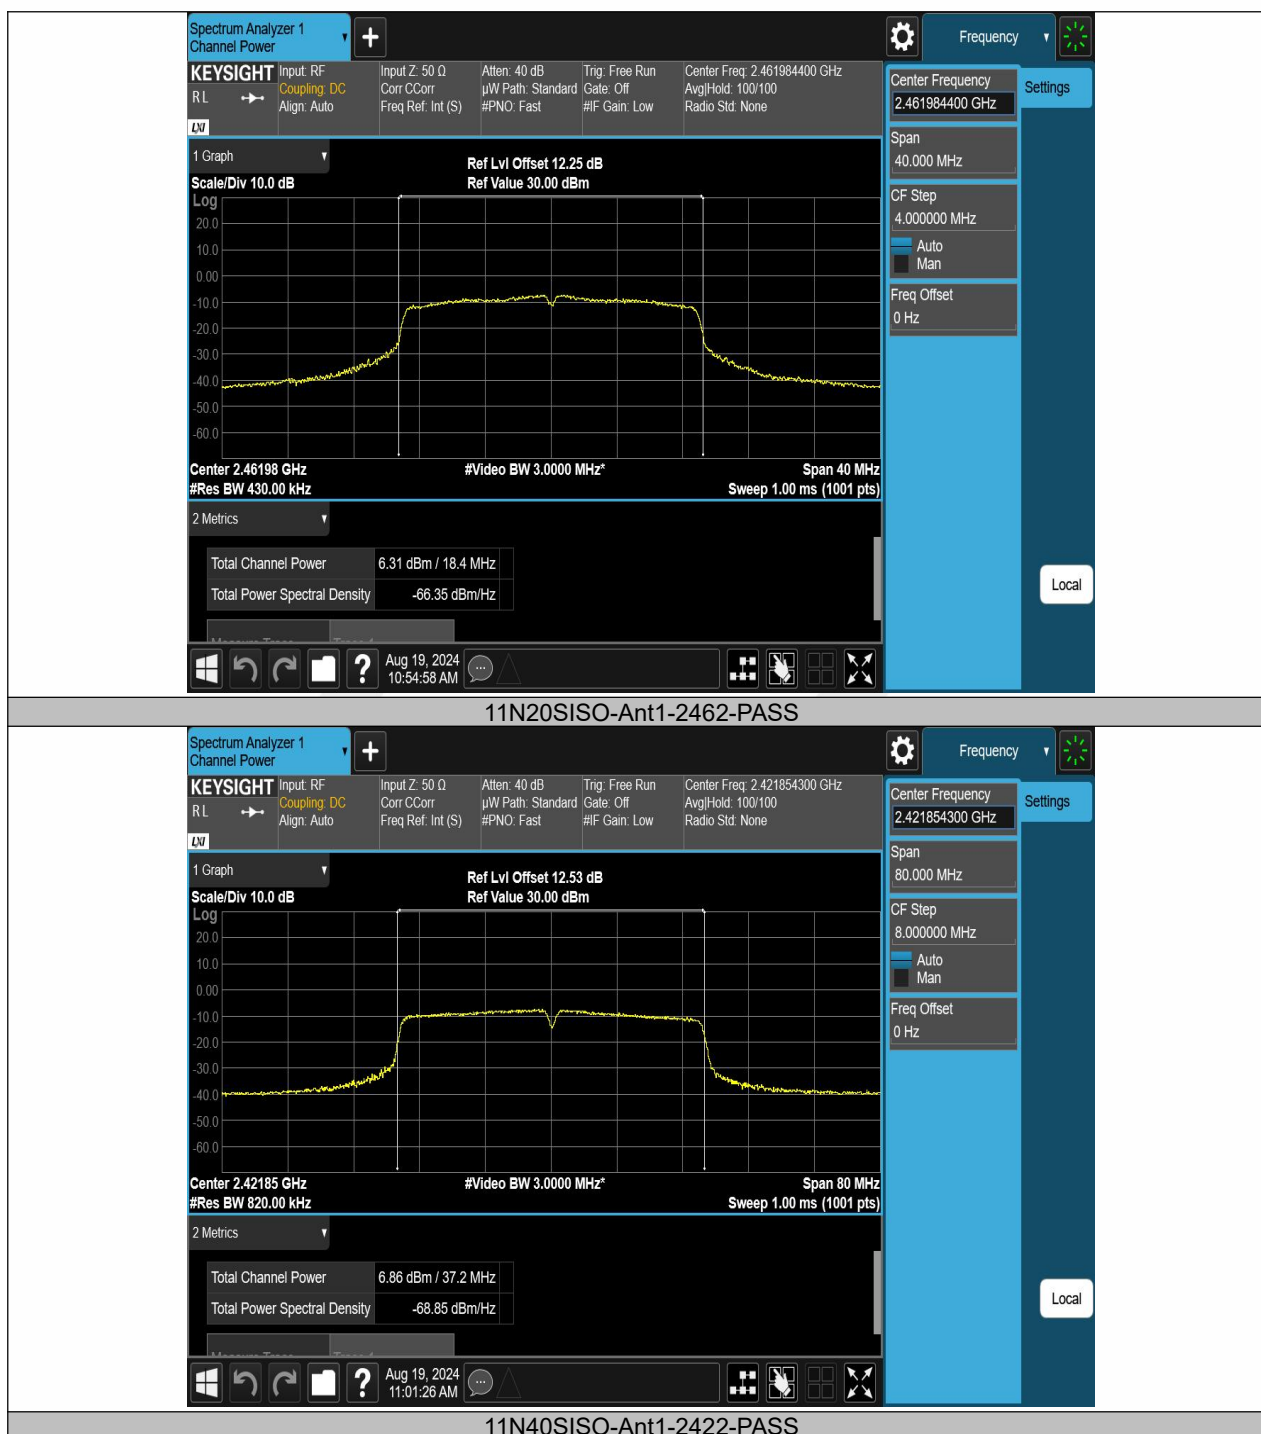 Spectrum Analyzer 1
Channel Power
+
Frequency
KEYSIGHT
R L
LXI
Input: RF
Coupling: DC
Align: Auto
Input Z: 50 Ω
Corr CCorr
Freq Ref: Int (S)
Atten: 40 dB
µW Path: Standard
#PNO: Fast
Trig: Free Run
Gate: Off
#IF Gain: Low
Center Freq: 2.461984400 GHz
Avg|Hold: 100/100
Radio Std: None
Center Frequency
2.461984400 GHz
Settings
Span
40.000 MHz
CF Step
4.000000 MHz
Auto
Man
Freq Offset
0 Hz
1 Graph
Scale/Div 10.0 dB
Ref Lvl Offset 12.25 dB
Ref Value 30.00 dBm
Log
20.0
10.0
0.00
-10.0
-20.0
-30.0
-40.0
-50.0
-60.0
Center 2.46198 GHz
#Video BW 3.0000 MHz*
Span 40 MHz
#Res BW 430.00 kHz
Sweep 1.00 ms (1001 pts)
2 Metrics
Total Channel Power 6.31 dBm / 18.4 MHz
Total Power Spectral Density -66.35 dBm/Hz
Local
?
Aug 19, 2024
10:54:58 AM
11N20SISO-Ant1-2462-PASS
Spectrum Analyzer 1
Channel Power
+
Frequency
KEYSIGHT
R L
LXI
Input: RF
Coupling: DC
Align: Auto
Input Z: 50 Ω
Corr CCorr
Freq Ref: Int (S)
Atten: 40 dB
µW Path: Standard
#PNO: Fast
Trig: Free Run
Gate: Off
#IF Gain: Low
Center Freq: 2.421854300 GHz
Avg|Hold: 100/100
Radio Std: None
Center Frequency
2.421854300 GHz
Settings
Span
80.000 MHz
CF Step
8.000000 MHz
Auto
Man
Freq Offset
0 Hz
1 Graph
Scale/Div 10.0 dB
Ref Lvl Offset 12.53 dB
Ref Value 30.00 dBm
Log
20.0
10.0
0.00
-10.0
-20.0
-30.0
-40.0
-50.0
-60.0
Center 2.42185 GHz
#Video BW 3.0000 MHz*
Span 80 MHz
#Res BW 820.00 kHz
Sweep 1.00 ms (1001 pts)
2 Metrics
Total Channel Power 6.86 dBm / 37.2 MHz
Total Power Spectral Density -68.85 dBm/Hz
Local
?
Aug 19, 2024
11:01:26 AM
11N40SISO-Ant1-2422-PASS